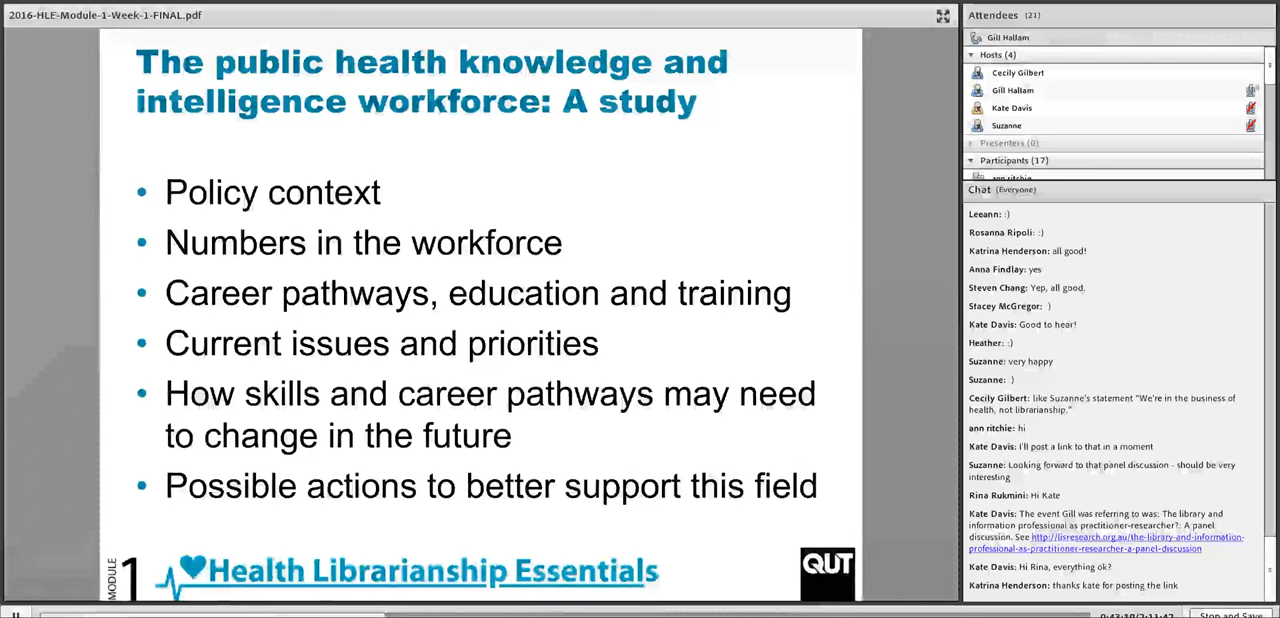 2016-HLE-Module-1-Week-1-FINAL.pdf
The public health knowledge and
intelligence workforce: A study
• Policy context
• Numbers in the workforce
• Career pathways, education and training
• Current issues and priorities
• How skills and career pathways may need
to change in the future
• Possible actions to better support this field
MODULE
1
Health Librarianship Essentials
QUT
Attendees (21)
Gill Hallam
Hosts (4)
Cecily Gilbert
Gill Hallam
Kate Davis
Suzanne
Presenters (0)
Participants (17)
ann ritchie
Chat (Everyone)
Leeann: :)
Rosanna Ripoli: :)
Katrina Henderson: all good!
Anna Findlay: yes
Steven Chang: Yep, all good.
Stacey McGregor: :)
Kate Davis: Good to hear!
Heather: :)
Suzanne: very happy
Suzanne: :)
Cecily Gilbert: like Suzanne's statement "We're in the business of
health, not librarianship."
ann ritchie: hi
Kate Davis: I'll post a link to that in a moment
Suzanne: Looking forward to that panel discussion - should be very
interesting
Rina Rukmini: Hi Kate
Kate Davis: The event Gill was referring to was: The library and
information professional as practitioner-researcher?: A panel
discussion. See http://lisresearch.org.au/the-library-and-information-
professional-as-practitioner-researcher-a-panel-discussion
Kate Davis: Hi Rina, everything ok?
Katrina Henderson: thanks kate for posting the link
Stop and Save